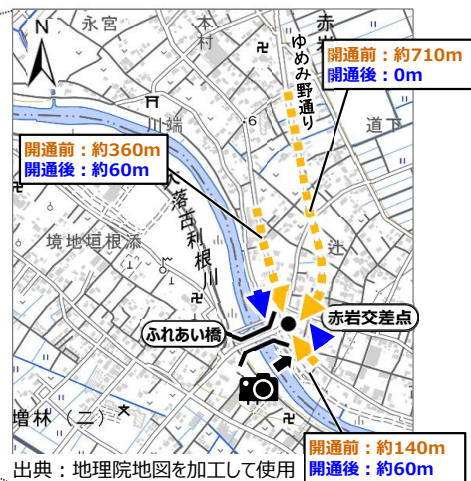 N
永宮
木村
赤岩
ゆめみ野通り
開通前：約710m
開通後：0m
川端
6
道下
開通前：約360m
開通後：約60m
大落古利根川
境地垣根添
辻
ふれあい橋
赤岩交差点
増林（二）
開通前：約140m
開通後：約60m
出典：地理院地図を加工して使用